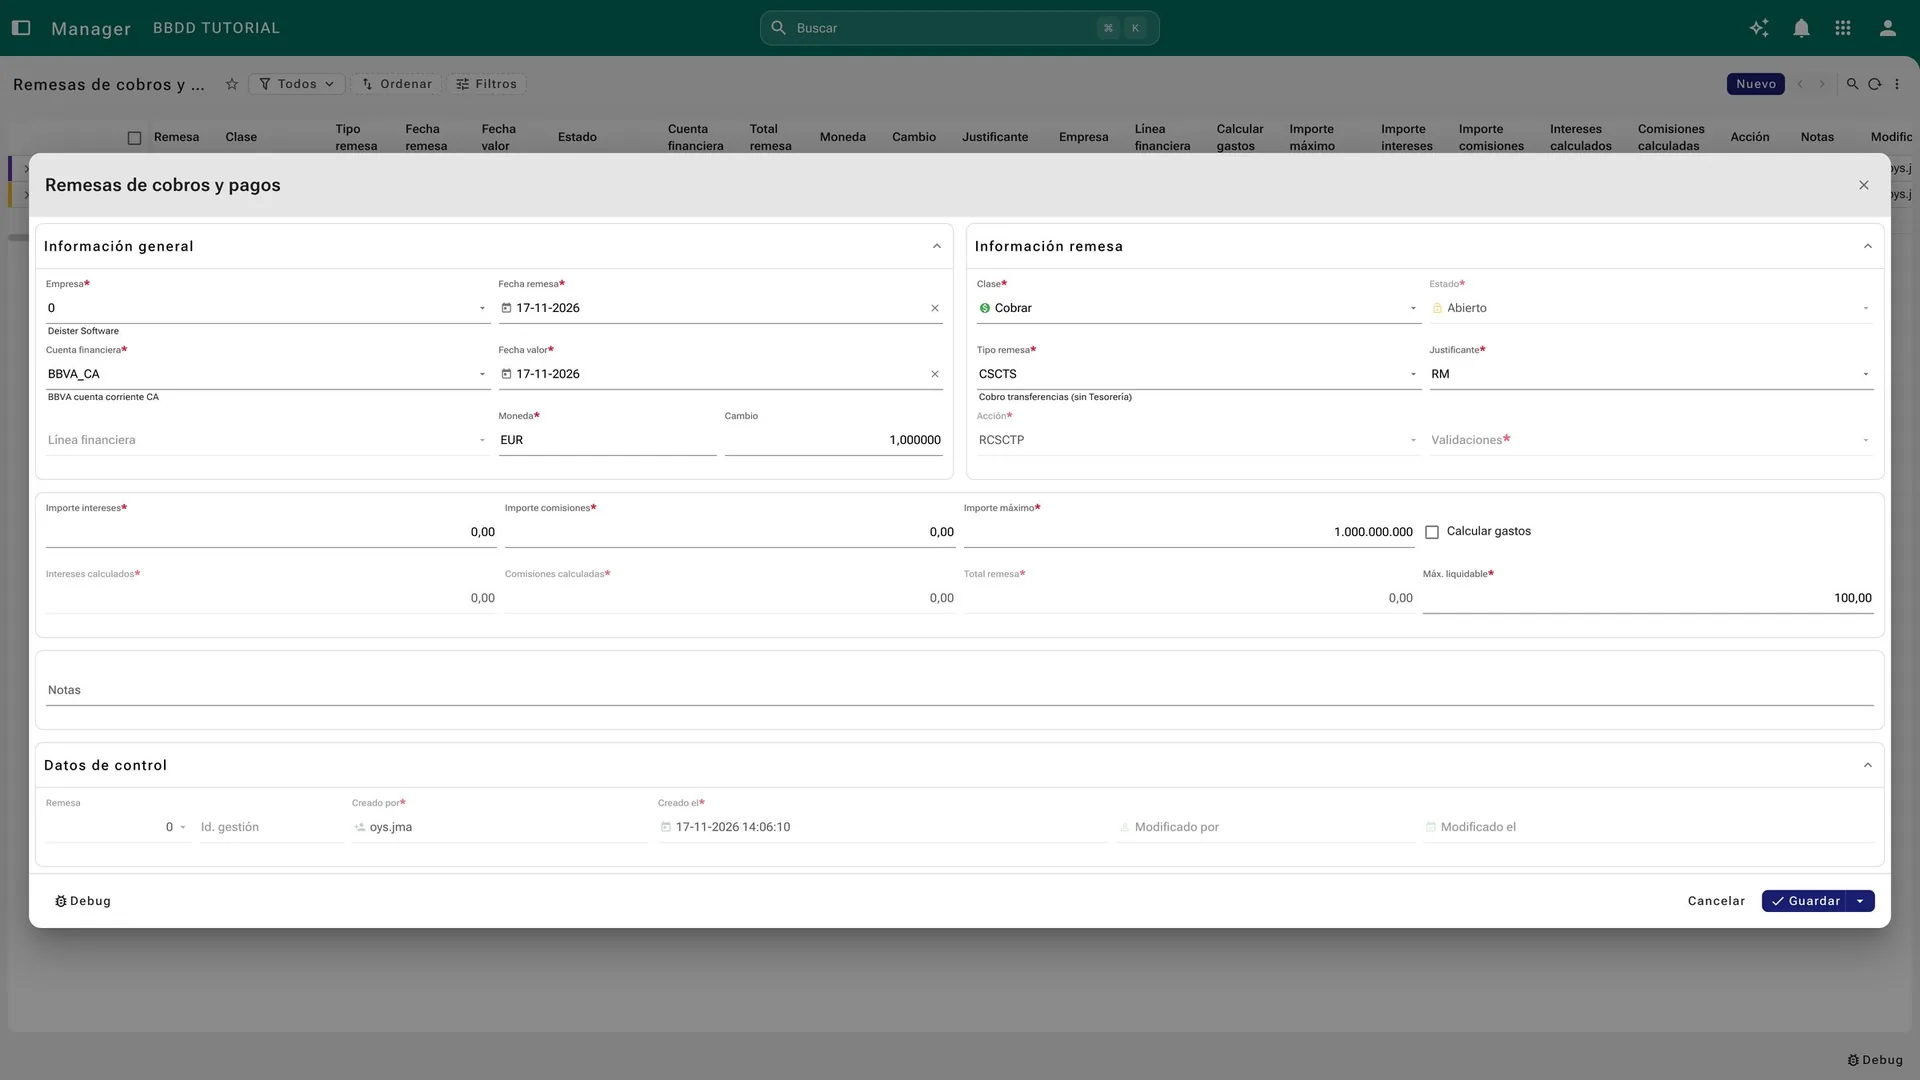 Manager BBDD TUTORIAL Buscar ⌘ K
Remesas de cobros y ... Todos Ordenar Filtros Nuevo
Remesa Clase Tipo remesa Fecha remesa Fecha valor Estado Cuenta financiera Total remesa Moneda Cambio Justificante Empresa Línea financiera Calcular gastos Importe máximo Importe intereses Importe comisiones Intereses calculados Comisiones calculadas Acción Notas Modific
oys.j
oys.j
Remesas de cobros y pagos
Información general
Empresa* Fecha remesa*
0 17-11-2026
Deister Software
Cuenta financiera* Fecha valor*
BBVA_CA 17-11-2026
BBVA cuenta corriente CA
Moneda* Cambio
Línea financiera EUR 1,000000
Información remesa
Clase* Estado*
Cobrar Abierto
Tipo remesa* Justificante*
CSCTS RM
Cobro transferencias (sin Tesorería)
Acción*
RCSCTP Validaciones*
Importe intereses* Importe comisiones* Importe máximo*
0,00 0,00 1.000.000.000 Calcular gastos
Intereses calculados* Comisiones calculadas* Total remesa* Máx. liquidable*
0,00 0,00 0,00 100,00
Notas
Datos de control
Remesa Creado por* Creado el*
0 Id. gestión oys.jma 17-11-2026 14:06:10 Modificado por Modificado el
Debug Cancelar Guardar
Debug